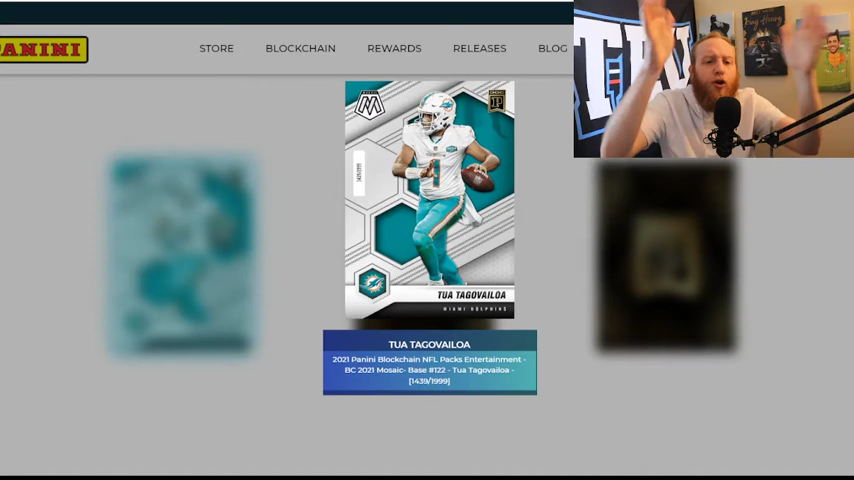 PANINI
STORE
BLOCKCHAIN
REWARDS
RELEASES
BLOG
TUA TAGOVAILOA
MIAMI DOLPHINS
TUA TAGOVAILOA
2021 Panini Blockchain NFL Packs Entertainment -
BC 2021 Mosaic- Base #122 - Tua Tagovailoa -
[1439/1999]